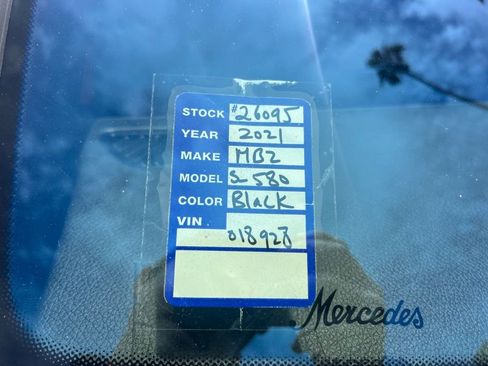 STOCK #26095
YEAR 2021
MAKE MBZ
MODEL S-580
COLOR BlacK
VIN
018928
Mercedes